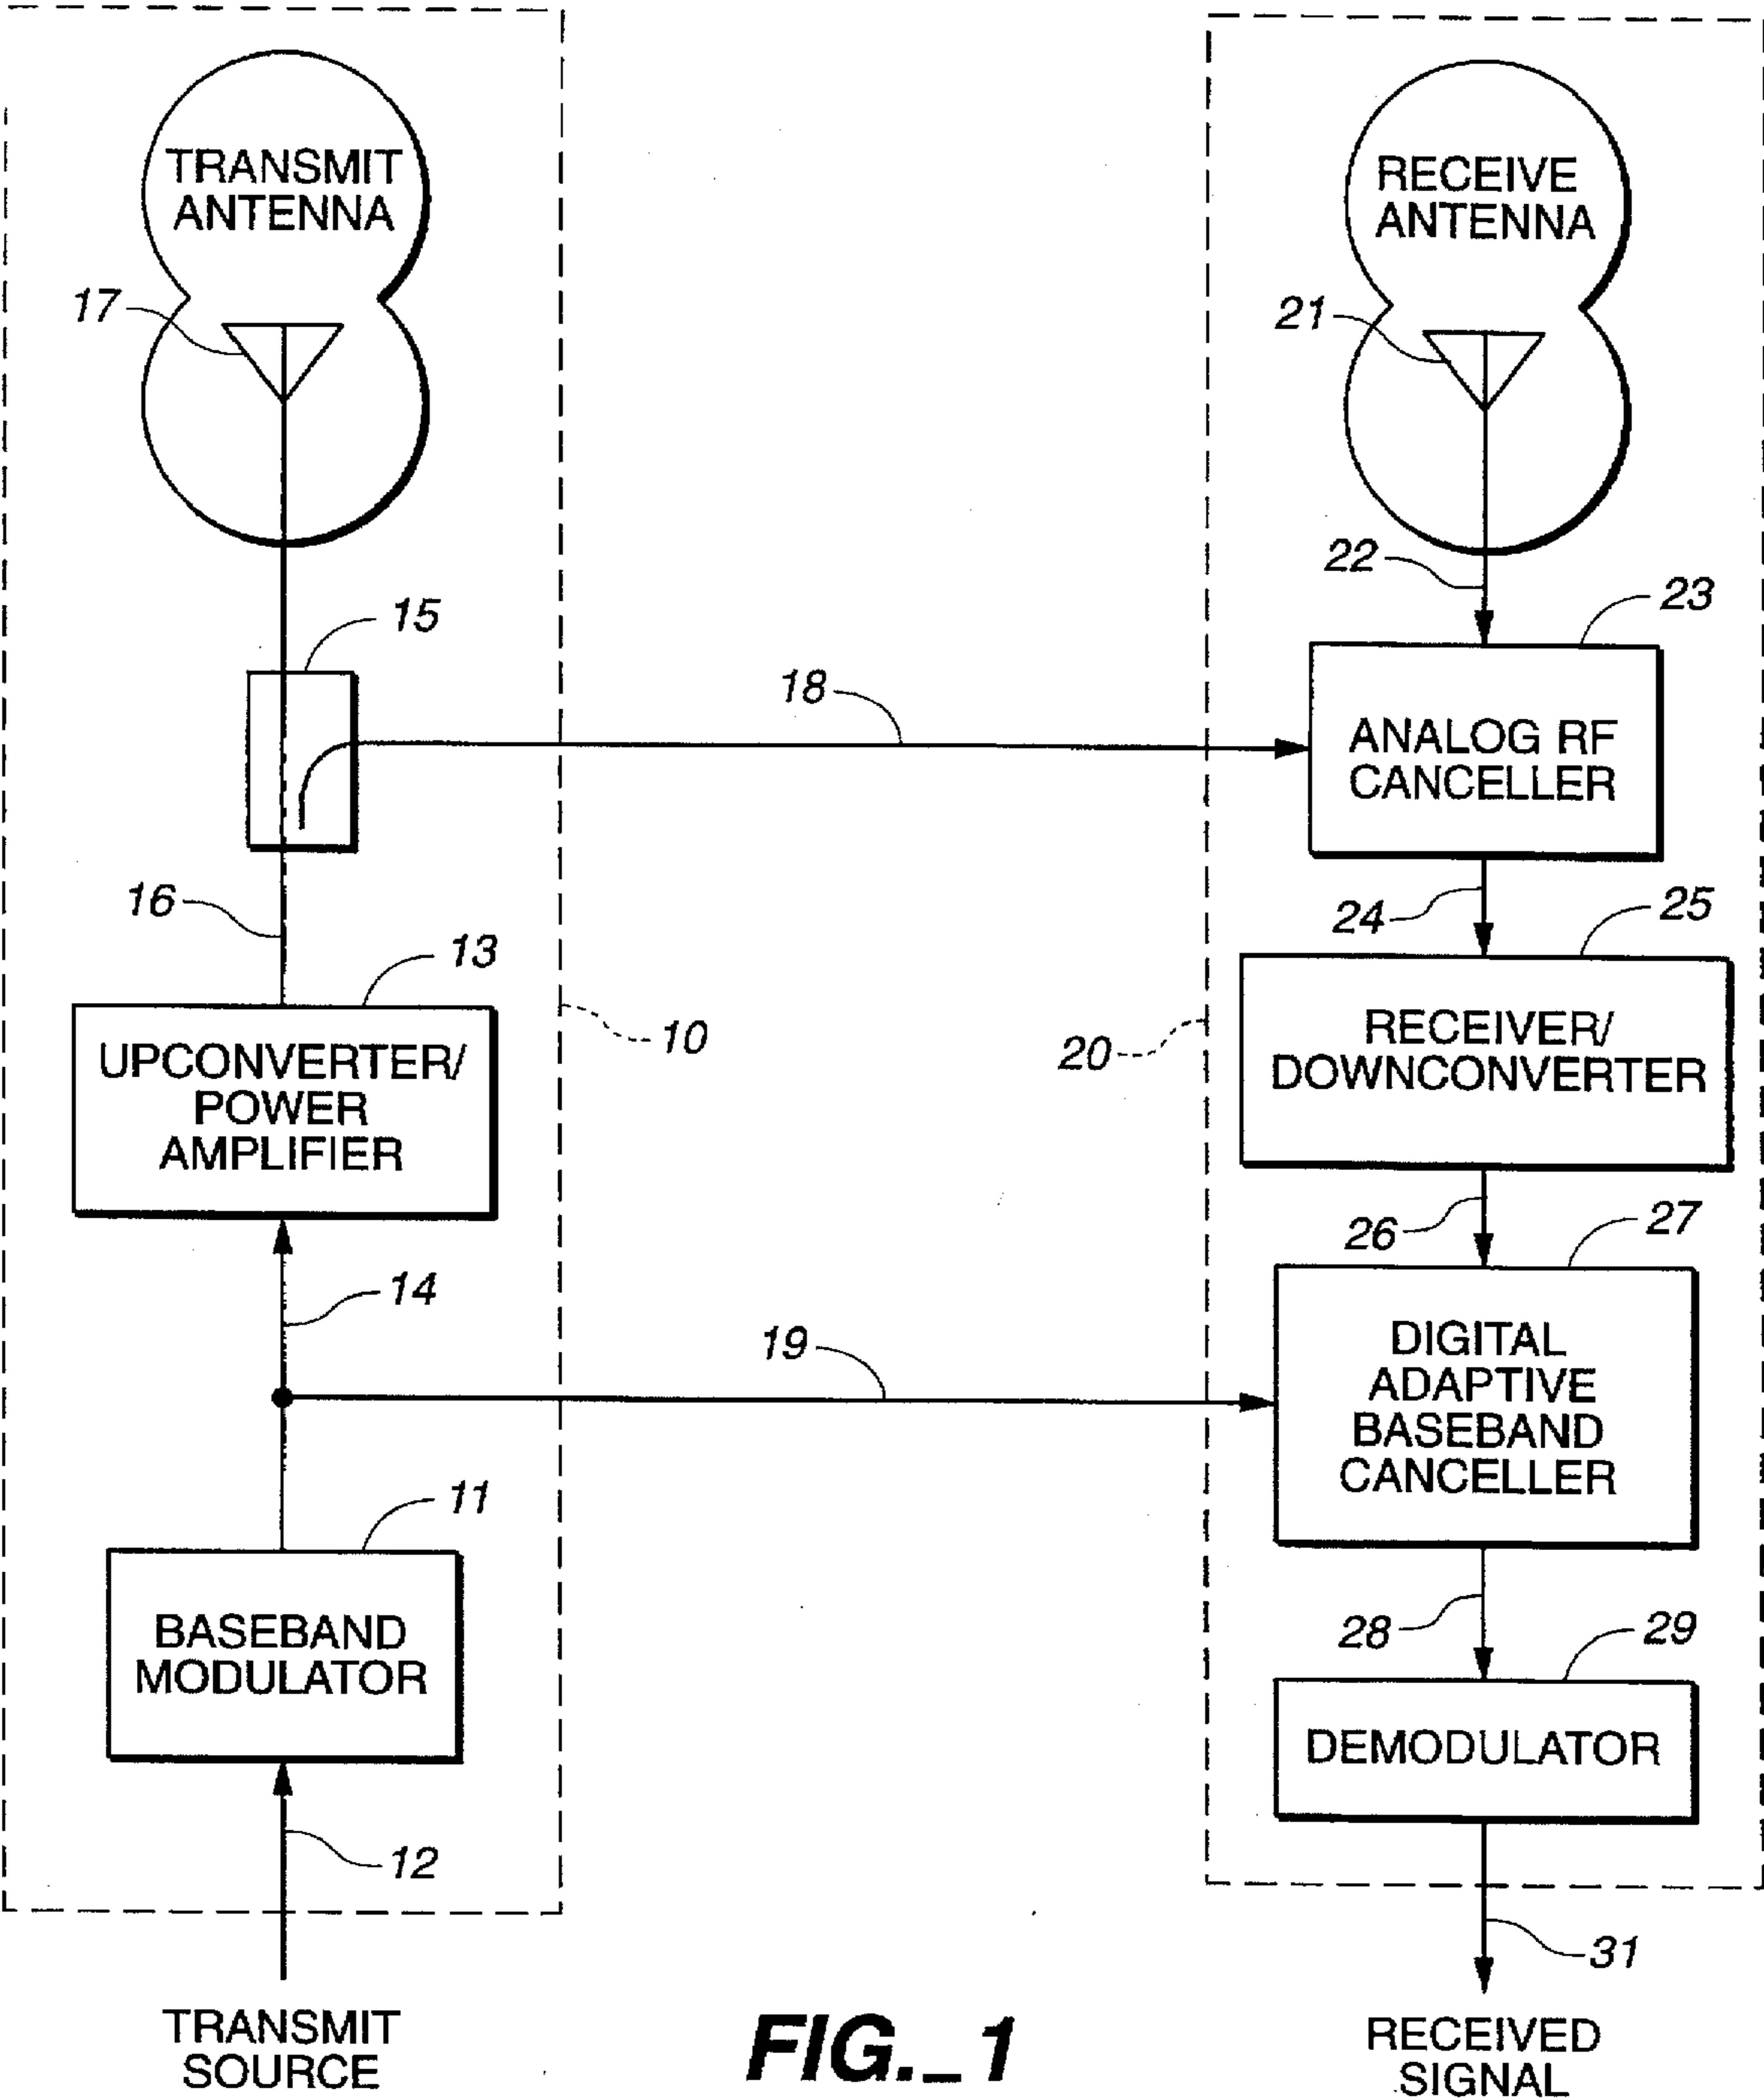 TRANSMIT
ANTENNA
17
15
18
16
13
UPCONVERTER/
POWER
AMPLIFIER
10
14
19
11
BASEBAND
MODULATOR
12
TRANSMIT
SOURCE
RECEIVE
ANTENNA
21
22
23
ANALOG RF
CANCELLER
24
25
RECEIVER/
DOWNCONVERTER
20
26
27
DIGITAL
ADAPTIVE
BASEBAND
CANCELLER
28
29
DEMODULATOR
31
RECEIVED
SIGNAL
FIG._1